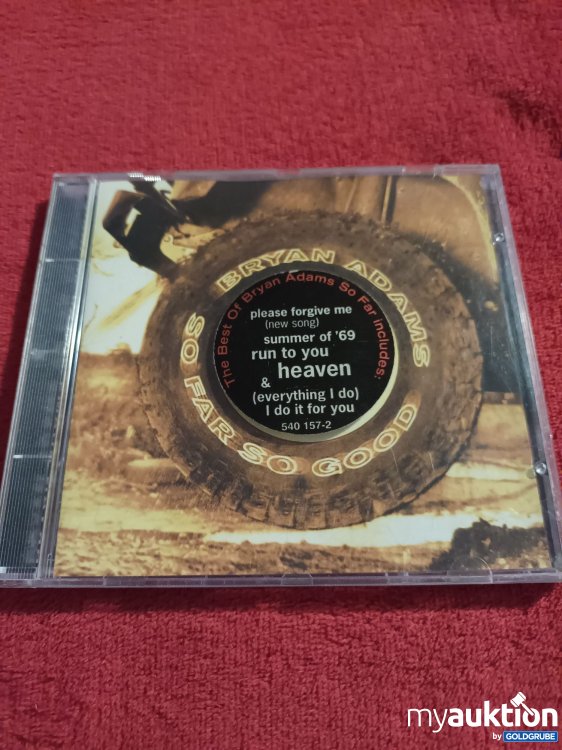 BRYAN ADAMS
SO FAR SO GOOD
The Best Of Bryan Adams So Far includes:
please forgive me
(new song)
summer of '69
run to you
heaven
&
(everything I do)
I do it for you
540 157-2
myauktion
by GOLDGRUBE